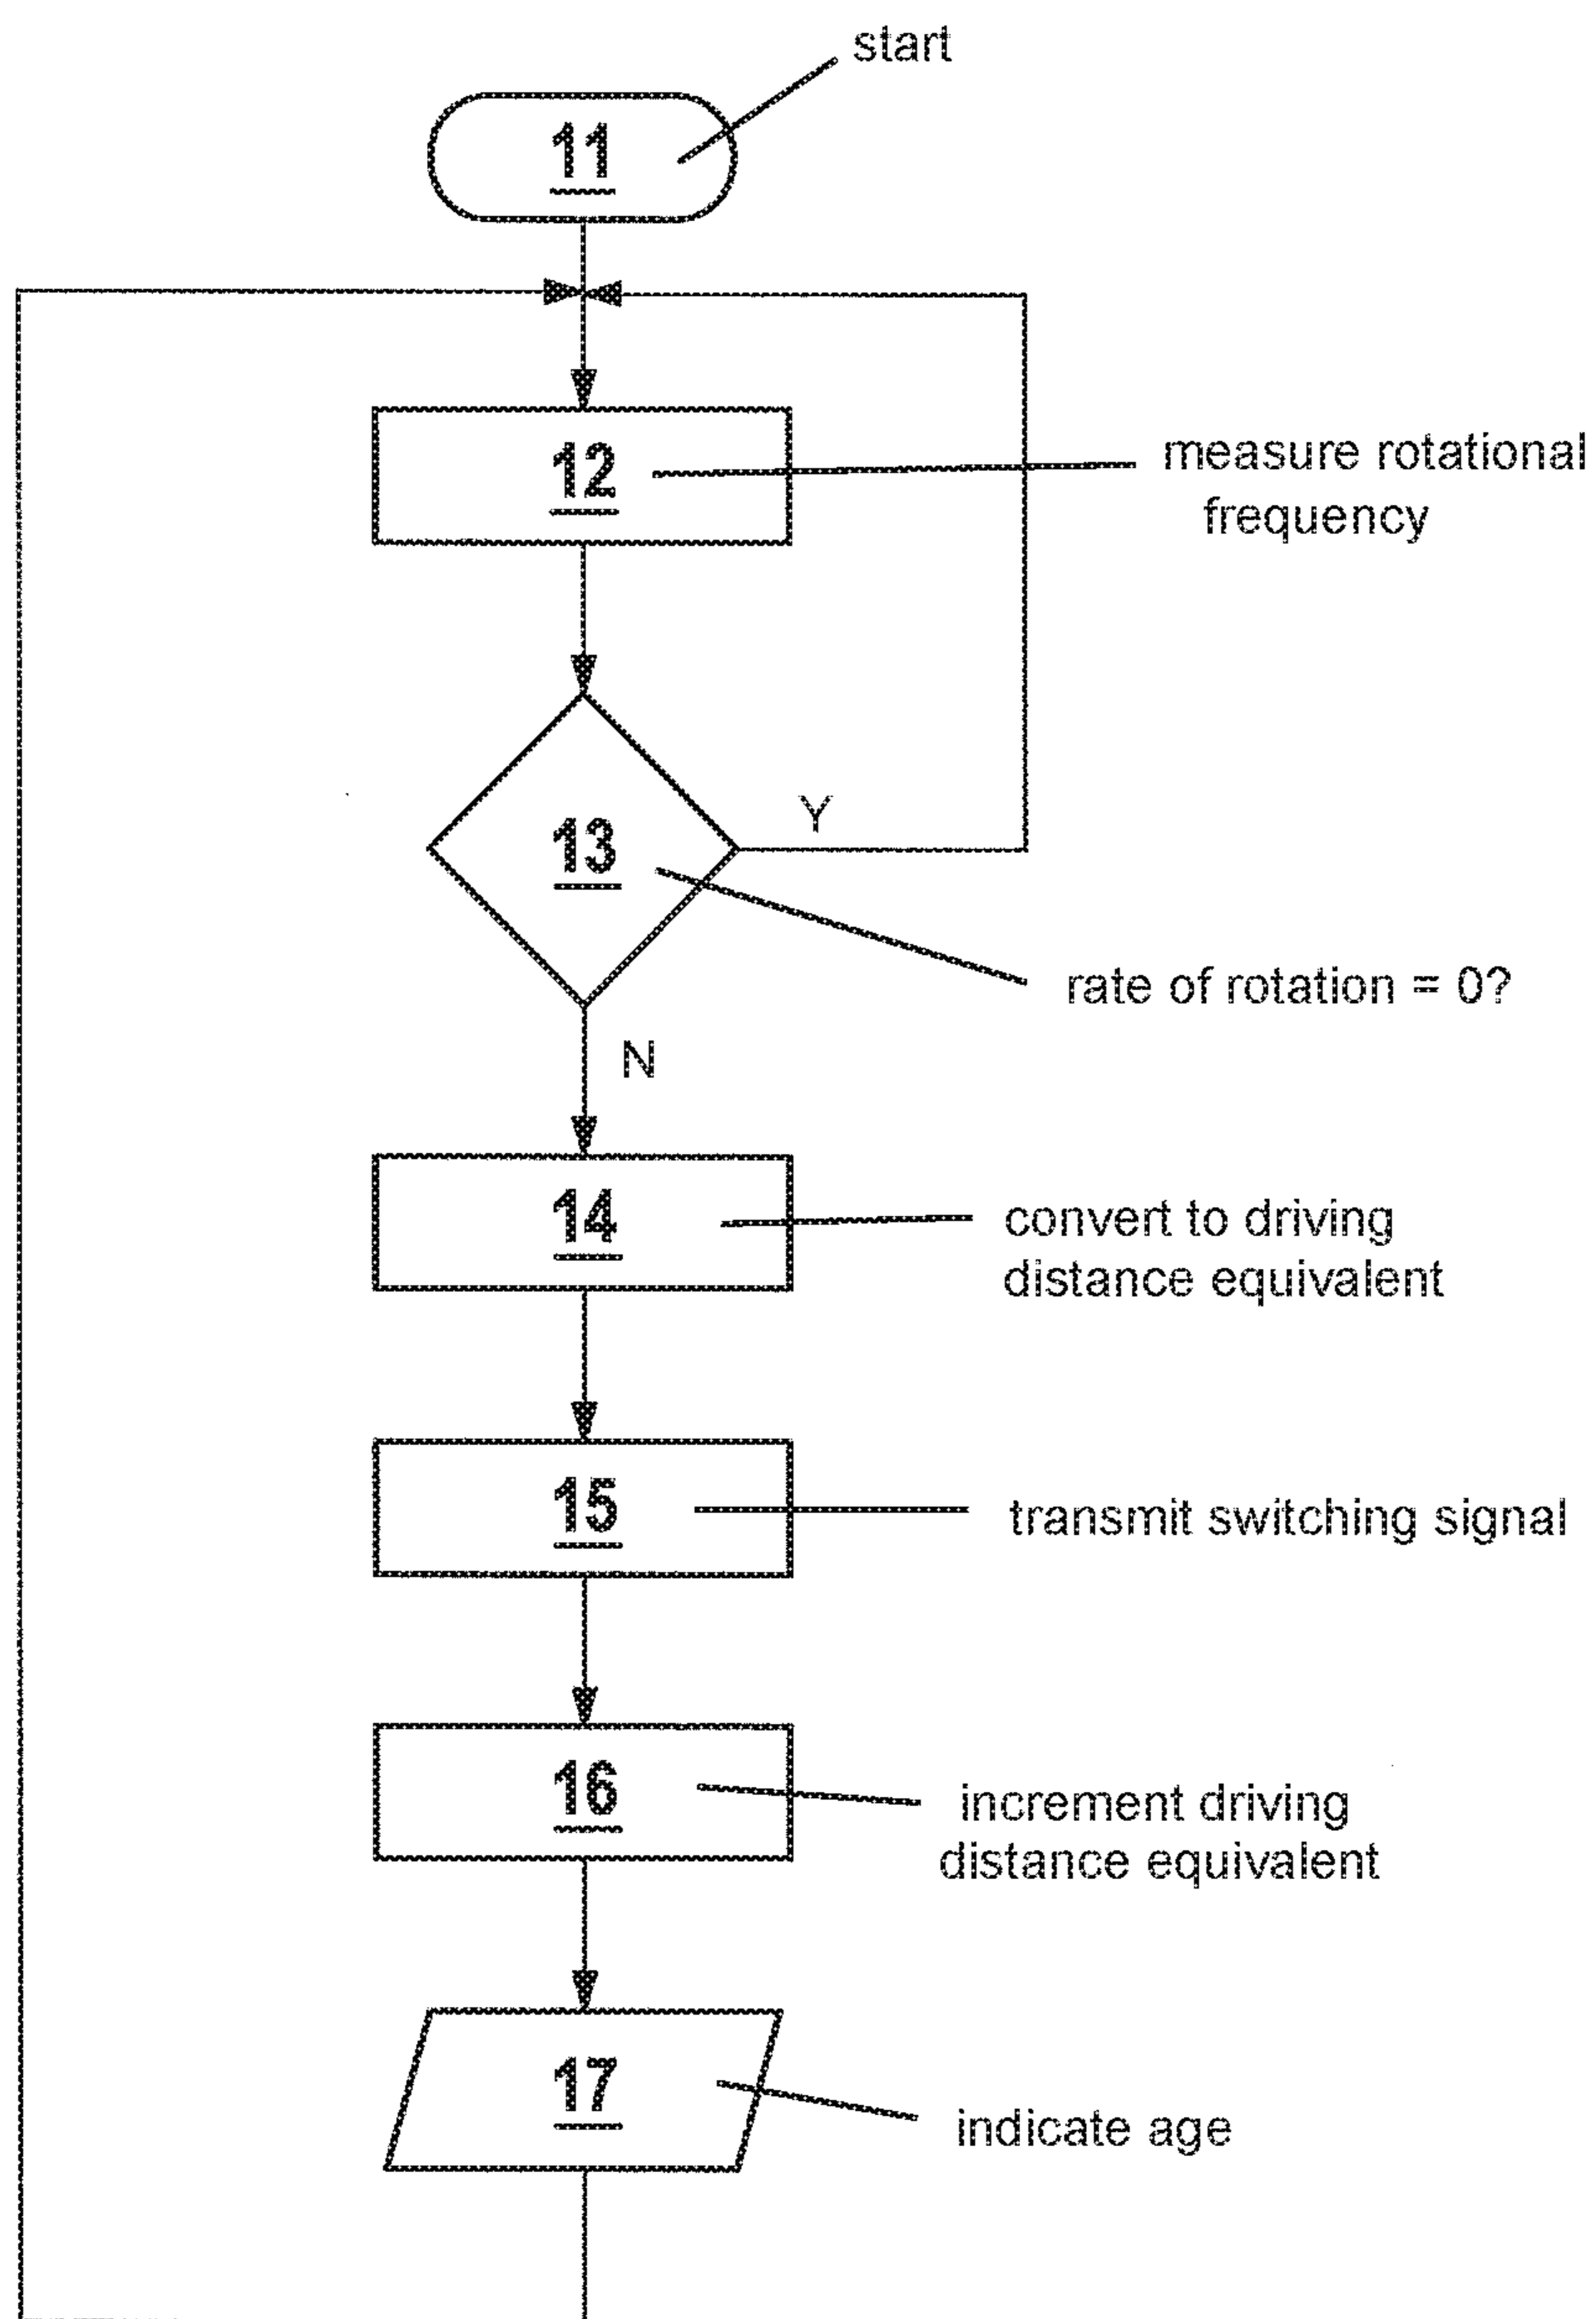 start
11
12
measure rotational
frequency
Y
13
rate of rotation = 0?
N
14
convert to driving
distance equivalent
15
transmit switching signal
16
increment driving
distance equivalent
17
indicate age